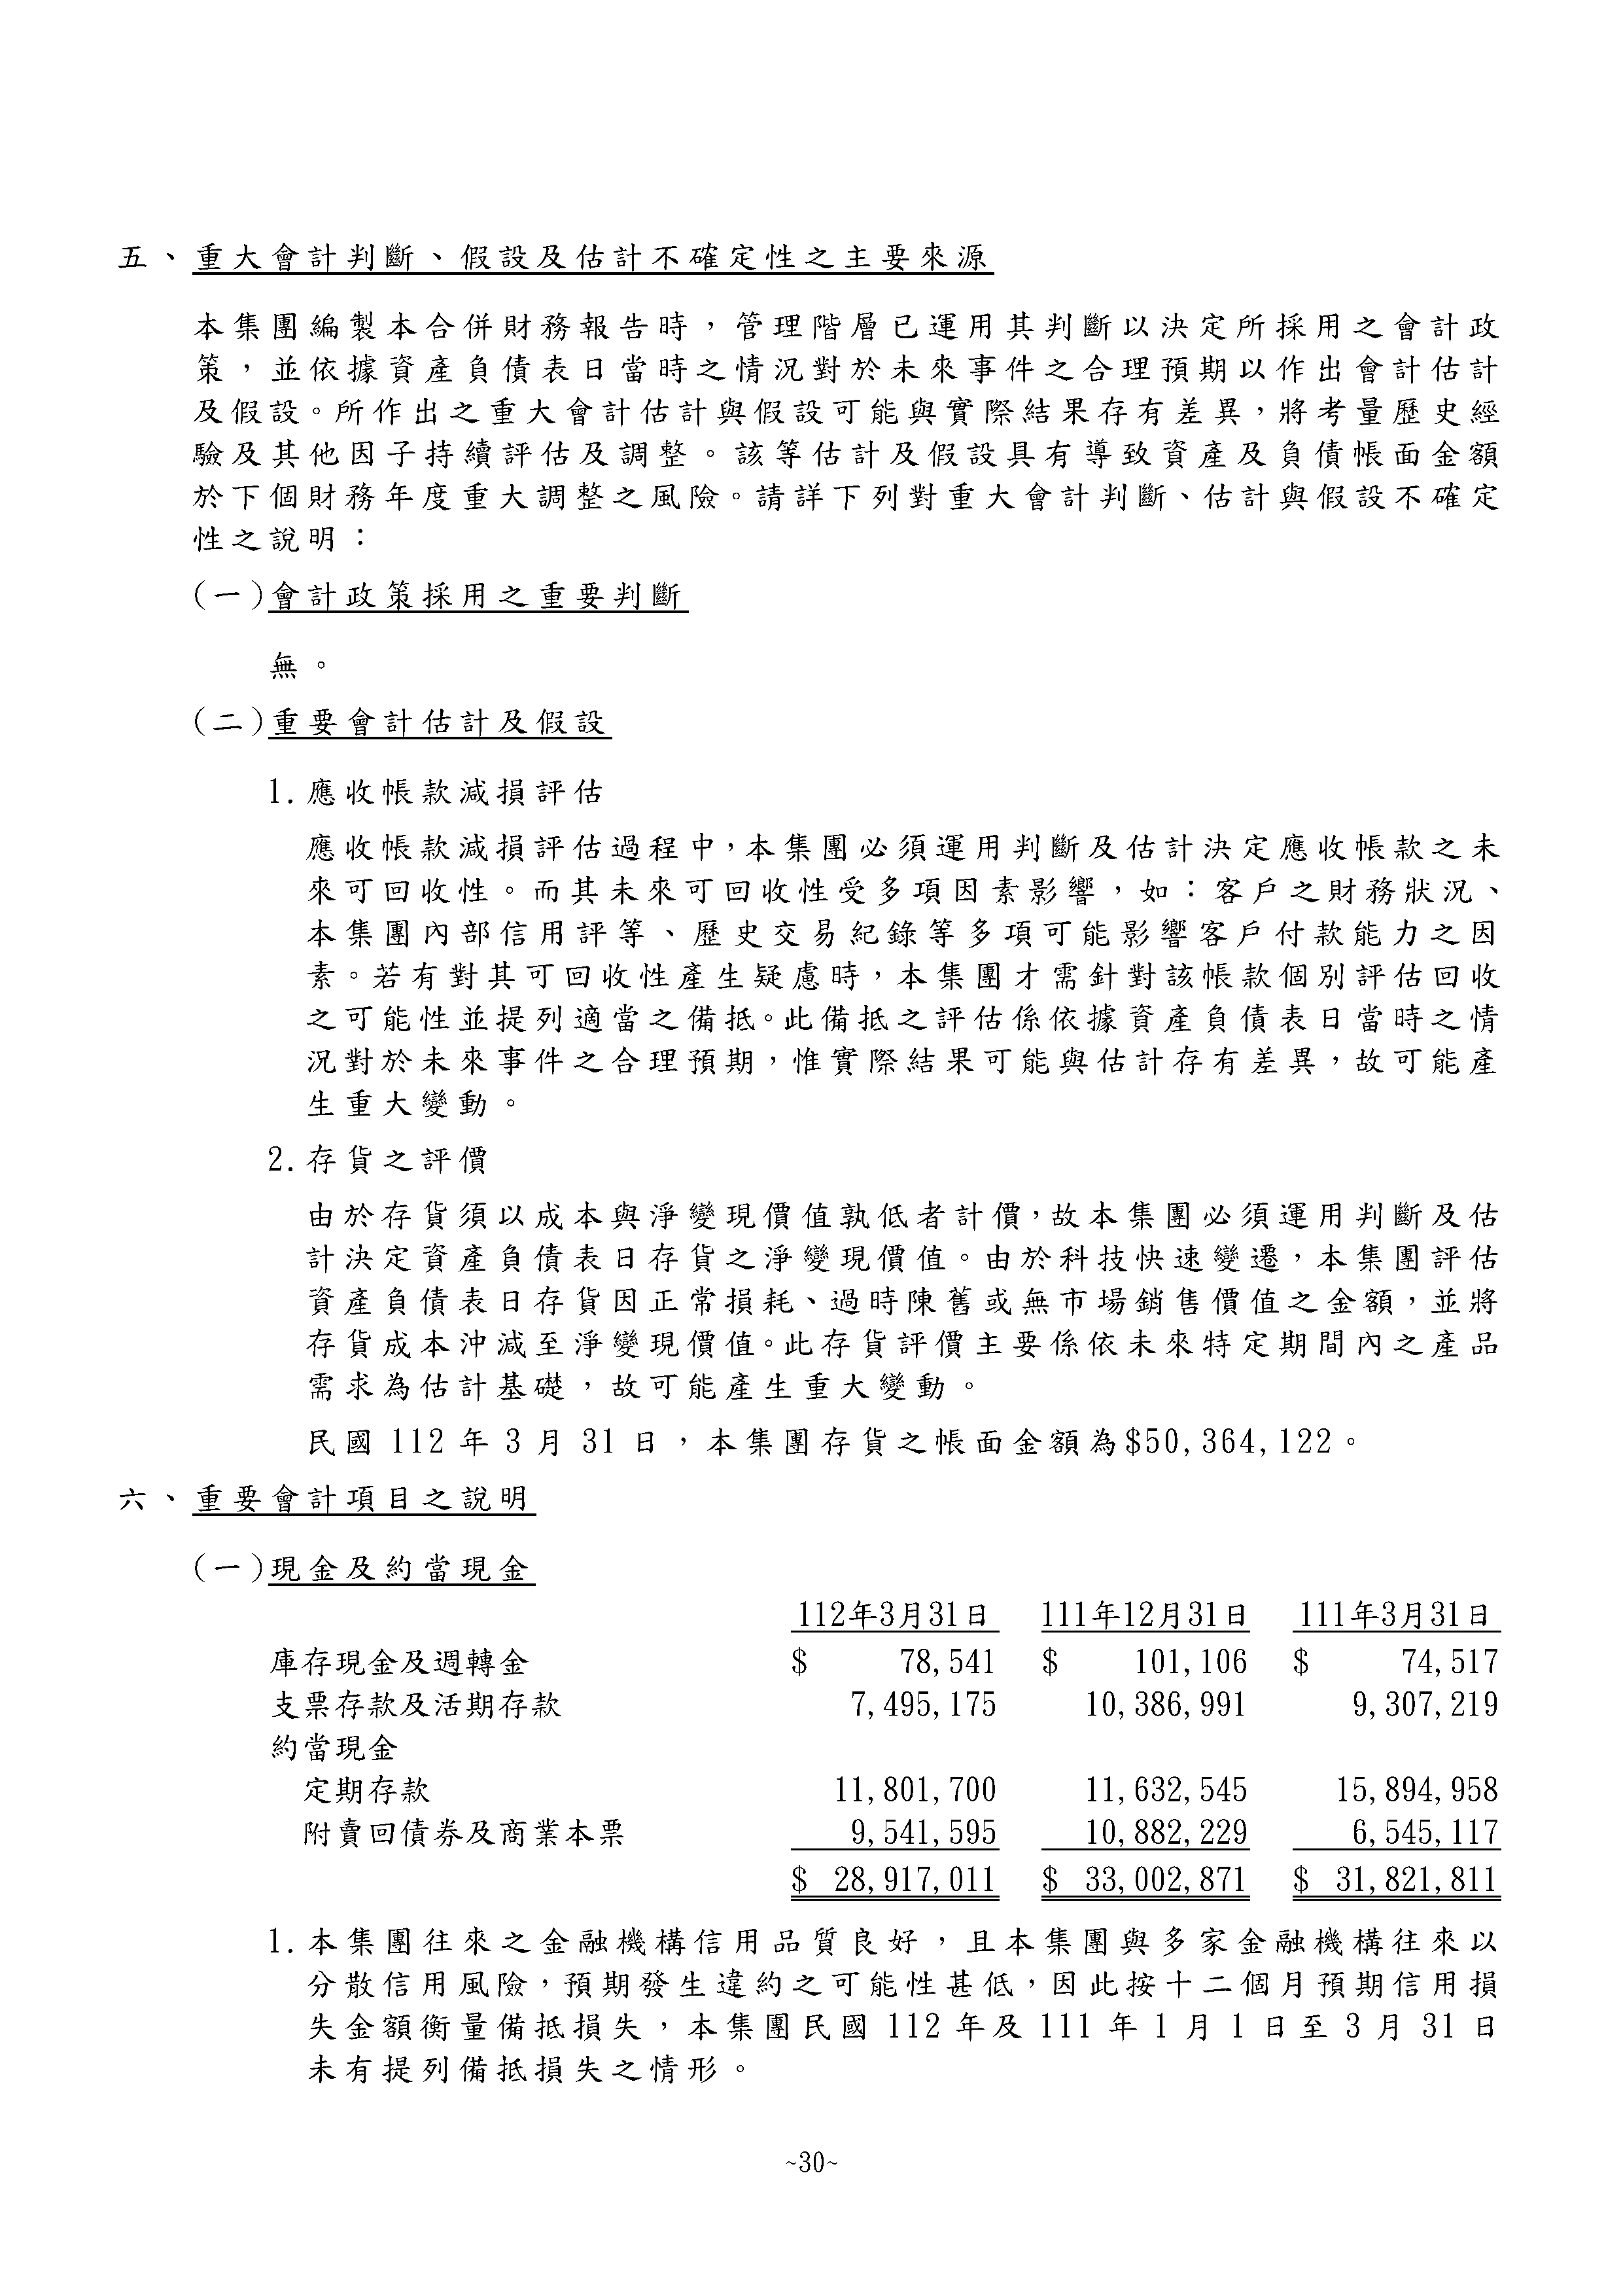 五、重大會計判斷、假設及估計不確定性之主要來源
本集團編製本合併財務報告時，管理階層已運用其判斷以決定所採用之會計政
策，並依據資產負債表日當時之情況對於未來事件之合理預期以作出會計估計
及假設。所作出之重大會計估計與假設可能與實際結果存有差異，將考量歷史經
驗及其他因子持續評估及調整。該等估計及假設具有導致資產及負債帳面金額
於下個財務年度重大調整之風險。請詳下列對重大會計判斷、估計與假設不確定
性之說明：
(一)會計政策採用之重要判斷
無。
(二)重要會計估計及假設
1.應收帳款減損評估
應收帳款減損評估過程中，本集團必須運用判斷及估計決定應收帳款之未
來可回收性。而其未來可回收性受多項因素影響，如：客戶之財務狀況、
本集團內部信用評等、歷史交易紀錄等多項可能影響客戶付款能力之因
素。若有對其可回收性產生疑慮時，本集團才需針對該帳款個別評估回收
之可能性並提列適當之備抵。此備抵之評估係依據資產負債表日當時之情
況對於未來事件之合理預期，惟實際結果可能與估計存有差異，故可能產
生重大變動。
2.存貨之評價
由於存貨須以成本與淨變現價值孰低者計價，故本集團必須運用判斷及估
計決定資產負債表日存貨之淨變現價值。由於科技快速變遷，本集團評估
資產負債表日存貨因正常損耗、過時陳舊或無市場銷售價值之金額，並將
存貨成本沖減至淨變現價值。此存貨評價主要係依未來特定期間內之產品
需求為估計基礎，故可能產生重大變動。
民國 112 年 3 月 31 日，本集團存貨之帳面金額為$50,364,122。
六、重要會計項目之說明
(一)現金及約當現金
112年3月31日 111年12月31日 111年3月31日
庫存現金及週轉金 $ 78,541 $ 101,106 $ 74,517
支票存款及活期存款 7,495,175 10,386,991 9,307,219
約當現金
定期存款 11,801,700 11,632,545 15,894,958
附賣回債券及商業本票 9,541,595 10,882,229 6,545,117
$ 28,917,011 $ 33,002,871 $ 31,821,811
1.本集團往來之金融機構信用品質良好，且本集團與多家金融機構往來以
分散信用風險，預期發生違約之可能性甚低，因此按十二個月預期信用損
失金額衡量備抵損失，本集團民國 112 年及 111 年 1 月 1 日至 3 月 31 日
未有提列備抵損失之情形。
~30~